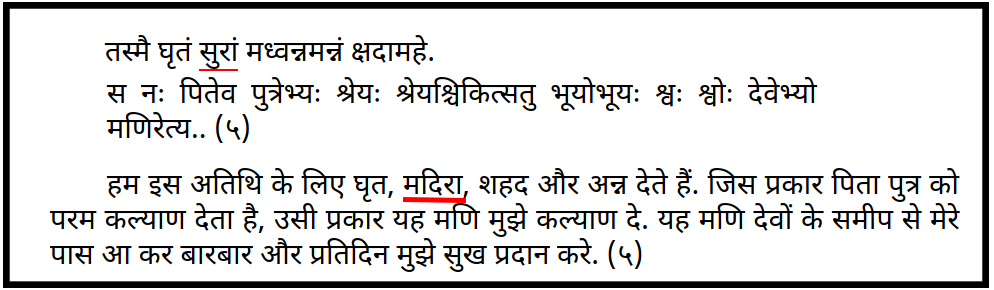 तस्मै घृतं सुरां मध्वन्नमन्नं क्षदामहे.
स नः पितेव पुत्रेभ्यः श्रेयः श्रेयश्चिकित्सतु भूयोभूयः श्वः श्वोः देवेभ्यो
मणिरेत्य.. (५)
हम इस अतिथि के लिए घृत, मदिरा, शहद और अन्न देते हैं. जिस प्रकार पिता पुत्र को
परम कल्याण देता है, उसी प्रकार यह मणि मुझे कल्याण दे. यह मणि देवों के समीप से मेरे
पास आ कर बारबार और प्रतिदिन मुझे सुख प्रदान करे. (५)